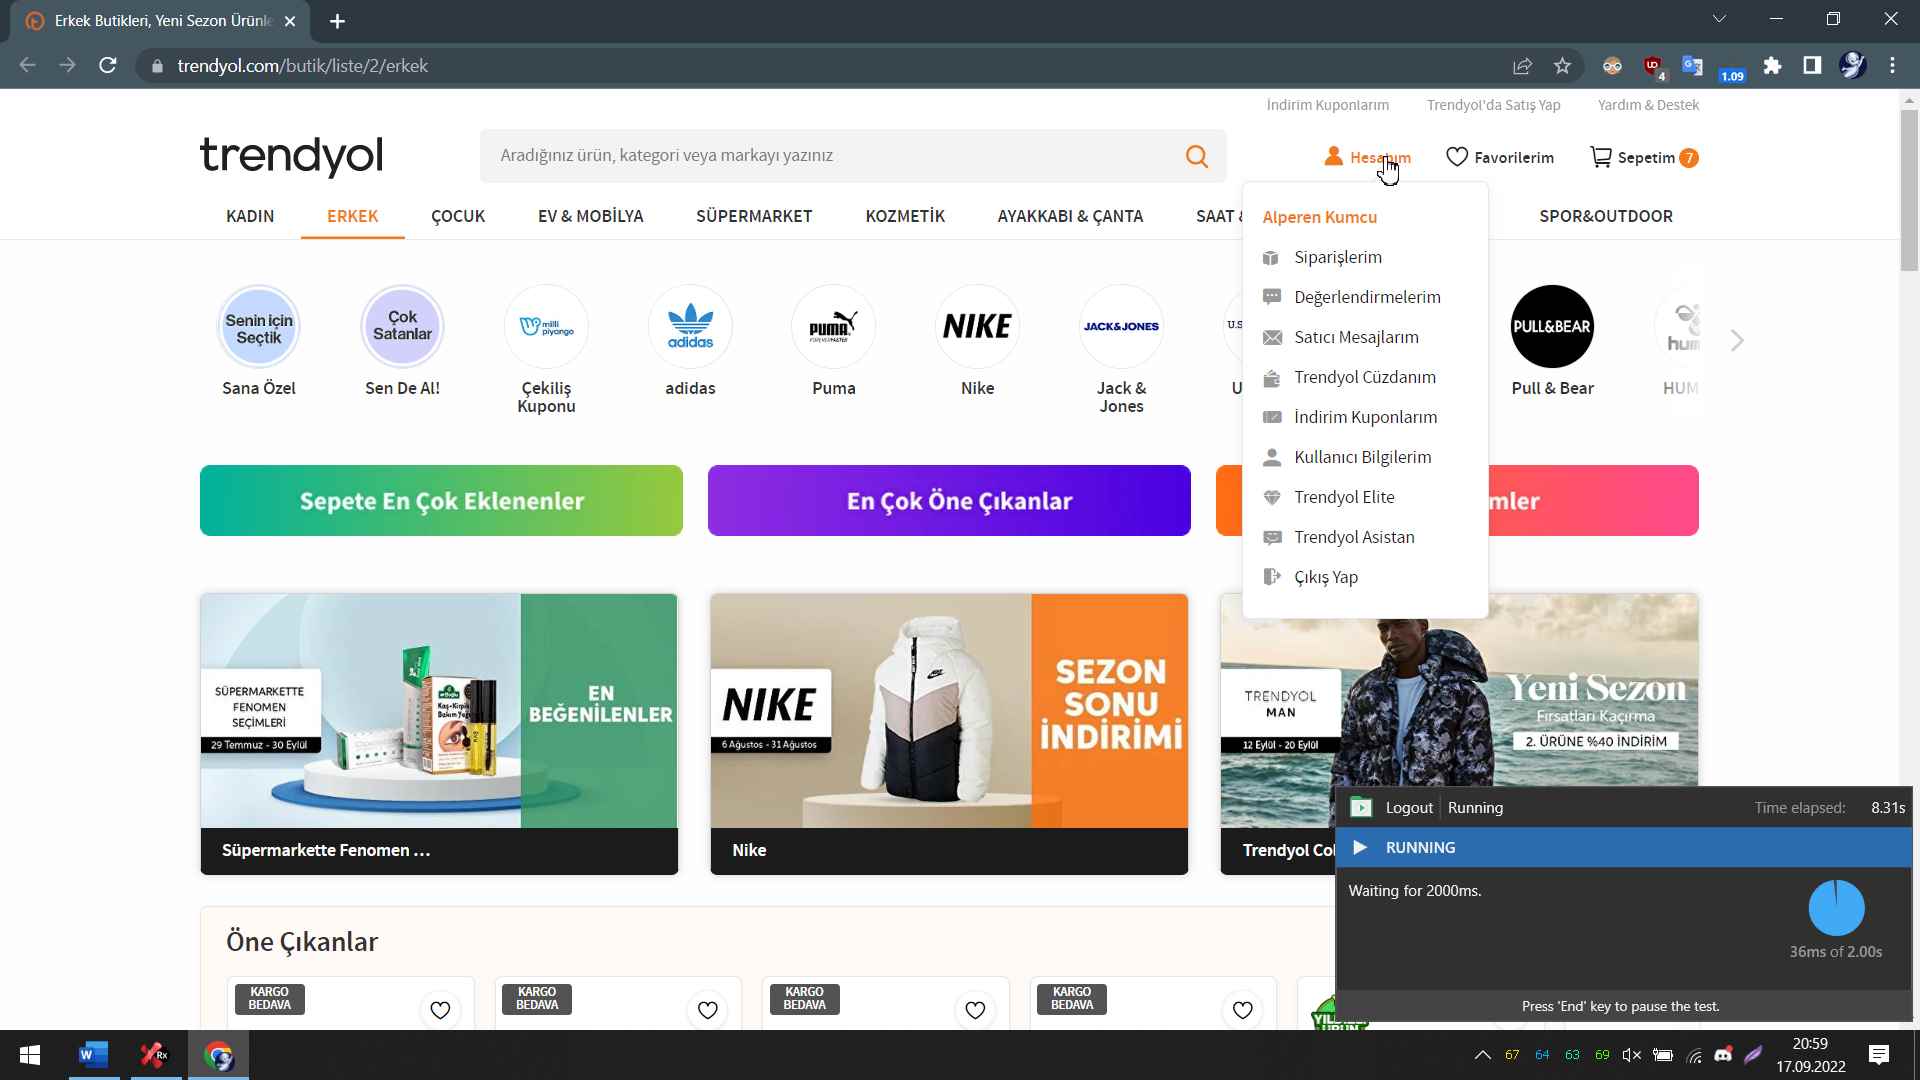 Erkek Butikleri, Yeni Sezon Ürünle
trendyol.com/butik/liste/2/erkek
4
1.09
İndirim Kuponlarım
Trendyol'da Satış Yap
Yardım & Destek
trendyol
Aradığınız ürün, kategori veya markayı yazınız
Hesabım
Favorilerim
Sepetim 7
KADIN
ERKEK
ÇOCUK
EV & MOBİLYA
SÜPERMARKET
KOZMETİK
AYAKKABI & ÇANTA
SAAT &
SPOR&OUTDOOR
Alperen Kumcu
Siparişlerim
Değerlendirmelerim
Satıcı Mesajlarım
Trendyol Cüzdanım
İndirim Kuponlarım
Kullanıcı Bilgilerim
Trendyol Elite
Trendyol Asistan
Çıkış Yap
Senin için
Seçtik
Çok
Satanlar
milli
piyango
adidas
PUMA
FOREVER FASTER
NIKE
JACK&JONES
U.S
PULL&BEAR
hum
Sana Özel
Sen De Al!
Çekiliş
Kuponu
adidas
Puma
Nike
Jack &
Jones
U
Pull & Bear
HUM
Sepete En Çok Eklenenler
En Çok Öne Çıkanlar
mler
SÜPERMARKETTE
FENOMEN
SEÇİMLERİ
29 Temmuz - 30 Eylül
EN
BEĞENİLENLER
Süpermarkette Fenomen ...
NIKE
6 Ağustos - 31 Ağustos
SEZON
SONU
İNDİRİMİ
Nike
TRENDYOL
MAN
12 Eylül - 20 Eylül
Yeni Sezon
Fırsatları Kaçırma
2. ÜRÜNE %40 İNDİRİM
Trendyol Col
Öne Çıkanlar
KARGO
BEDAVA
KARGO
BEDAVA
KARGO
BEDAVA
KARGO
BEDAVA
YILDIZLI
ÜRÜN
Logout
Running
Time elapsed: 8.31s
RUNNING
Waiting for 2000ms.
36ms of 2.00s
Press 'End' key to pause the test.
67 64 63 69
20:59
17.09.2022